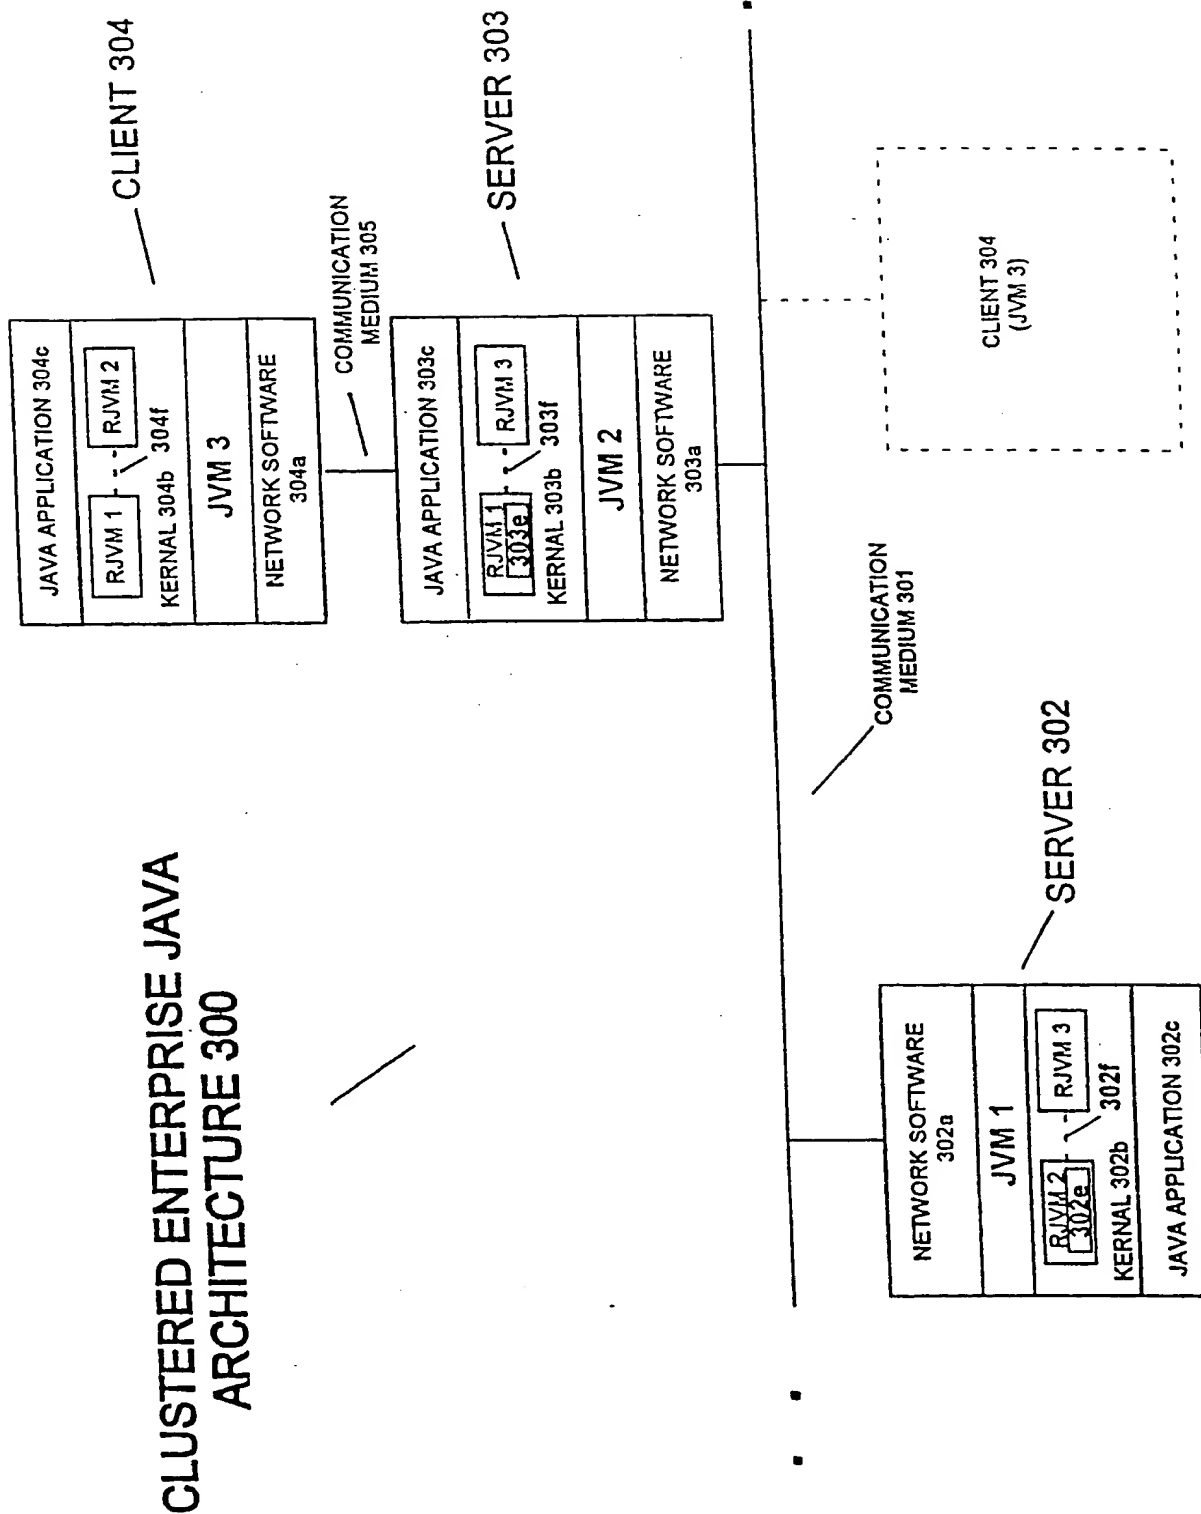 CLUSTERED ENTERPRISE JAVA
ARCHITECTURE 300
CLIENT 304
JAVA APPLICATION 304c
RJVM 1
RJVM 2
304f
KERNAL 304b
JVM 3
NETWORK SOFTWARE
304a
COMMUNICATION
MEDIUM 305
SERVER 303
JAVA APPLICATION 303c
RJVM 1
303e
RJVM 3
303f
KERNAL 303b
JVM 2
NETWORK SOFTWARE
303a
COMMUNICATION
MEDIUM 301
SERVER 302
NETWORK SOFTWARE
302a
JVM 1
RJVM 2
302e
RJVM 3
302f
KERNAL 302b
JAVA APPLICATION 302c
CLIENT 304
(JVM 3)